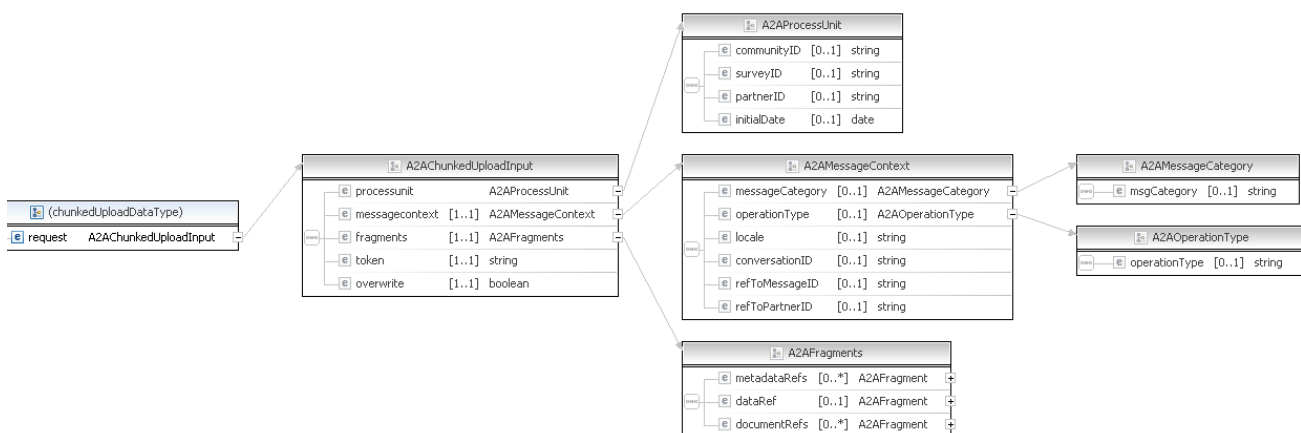 A2AProcessUnit
communityID [0..1] string
surveyID [0..1] string
partnerID [0..1] string
initialDate [0..1] date
A2AChunkedUploadInput
processunit A2AProcessUnit
messagecontext [1..1] A2AMessageContext
fragments [1..1] A2AFragments
token [1..1] string
overwrite [1..1] boolean
(chunkedUploadDataType)
request A2AChunkedUploadInput
A2AMessageContext
messageCategory [0..1] A2AMessageCategory
operationType [0..1] A2AOperationType
locale [0..1] string
conversationID [0..1] string
refToMessageID [0..1] string
refToPartnerID [0..1] string
A2AMessageCategory
msgCategory [0..1] string
A2AOperationType
operationType [0..1] string
A2AFragments
metadataRefs [0..*] A2AFragment
dataRef [0..1] A2AFragment
documentRefs [0..*] A2AFragment